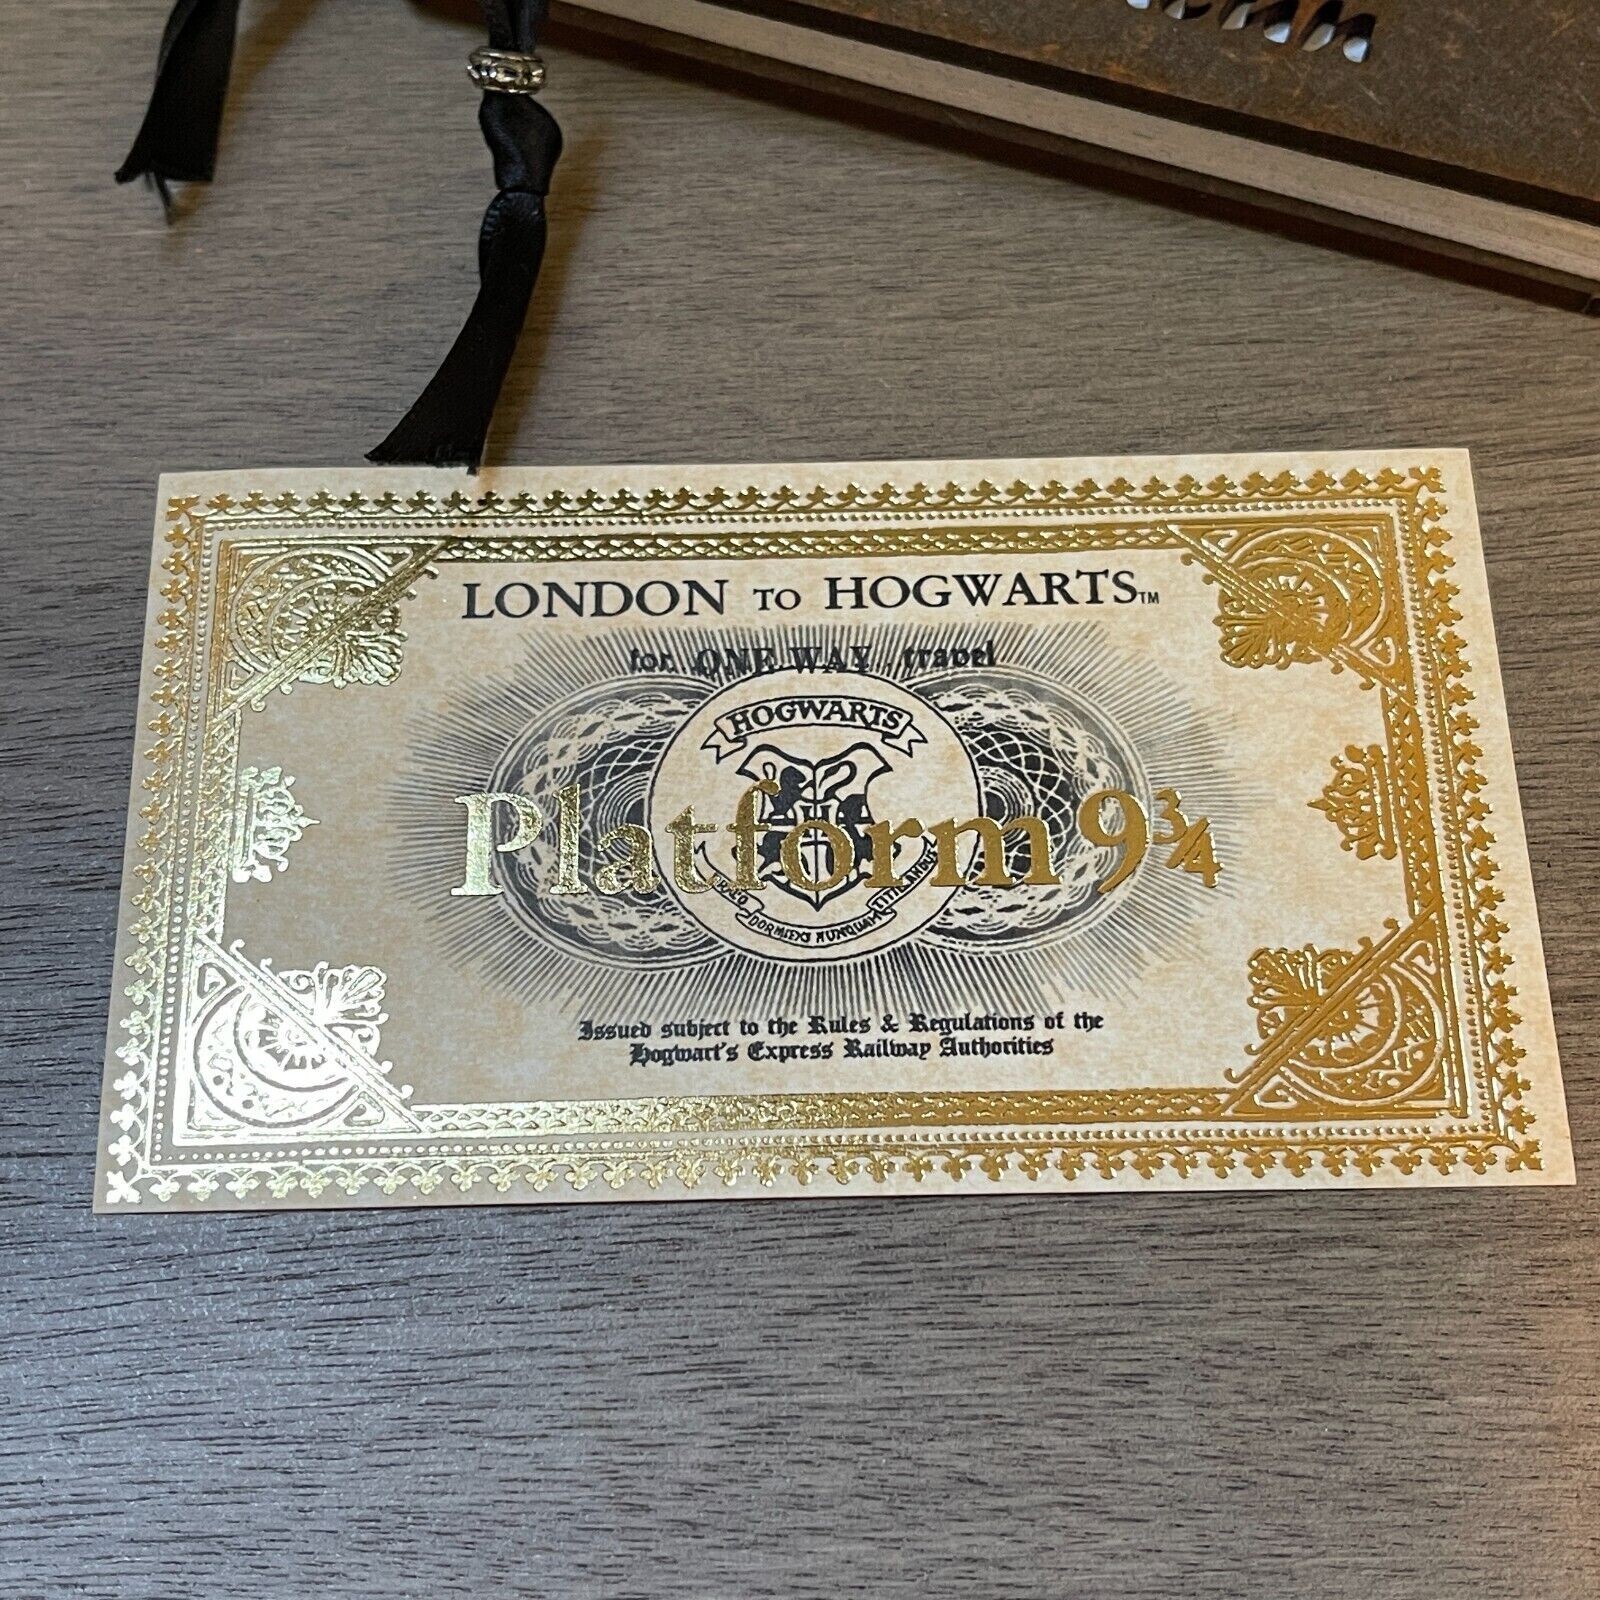 LONDON TO HOGWARTS™
for ONE WAY travel
HOGWARTS
Platform 9¾
H
DRACO DORMIENS NUNQUAM TITILLANDUS
Issued subject to the Rules & Regulations of the
Hogwart's Express Railway Authorities